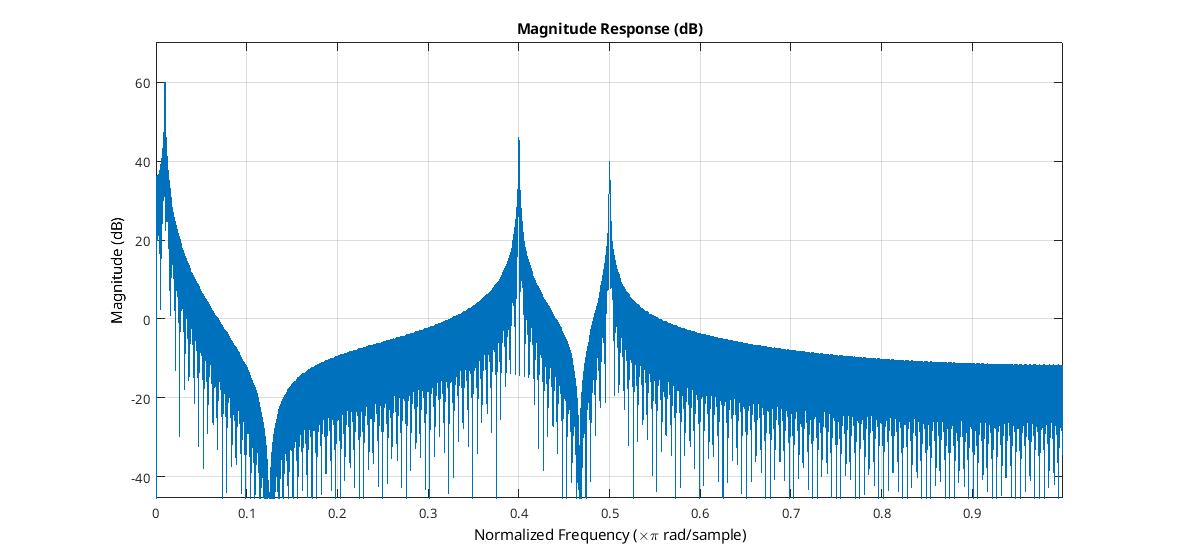 Magnitude Response (dB)
60
40
20
0
-20
-40
Magnitude (dB)
0 0.1 0.2 0.3 0.4 0.5 0.6 0.7 0.8 0.9
Normalized Frequency (×π rad/sample)